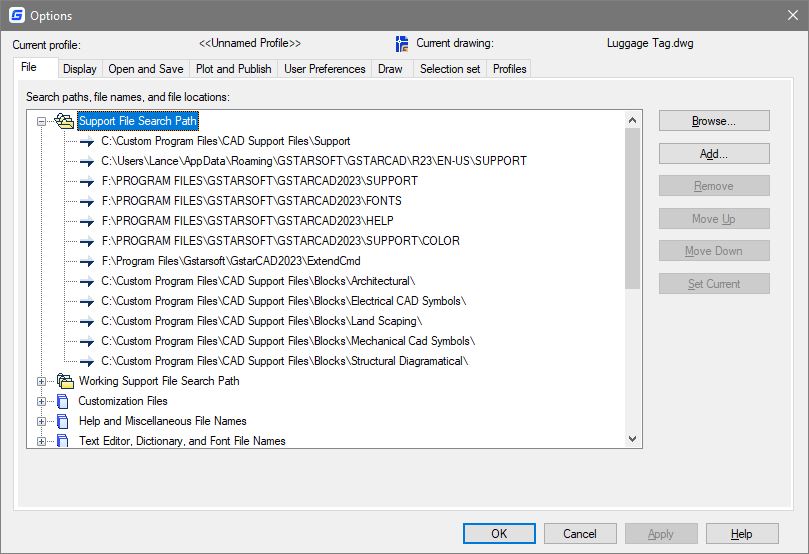 Options
Current profile: <<Unnamed Profile>> Current drawing: Luggage Tag.dwg
File Display Open and Save Plot and Publish User Preferences Draw Selection set Profiles
Search paths, file names, and file locations:
Support File Search Path
C:\Custom Program Files\CAD Support Files\Support
C:\Users\Lance\AppData\Roaming\GSTARSOFT\GSTARCAD\R23\EN-US\SUPPORT
F:\PROGRAM FILES\GSTARSOFT\GSTARCAD2023\SUPPORT
F:\PROGRAM FILES\GSTARSOFT\GSTARCAD2023\FONTS
F:\PROGRAM FILES\GSTARSOFT\GSTARCAD2023\HELP
F:\PROGRAM FILES\GSTARSOFT\GSTARCAD2023\SUPPORT\COLOR
F:\Program Files\Gstarsoft\GstarCAD2023\ExtendCmd
C:\Custom Program Files\CAD Support Files\Blocks\Architectural\
C:\Custom Program Files\CAD Support Files\Blocks\Electrical CAD Symbols\
C:\Custom Program Files\CAD Support Files\Blocks\Land Scaping\
C:\Custom Program Files\CAD Support Files\Blocks\Mechanical Cad Symbols\
C:\Custom Program Files\CAD Support Files\Blocks\Structural Diagramatical\
Working Support File Search Path
Customization Files
Help and Miscellaneous File Names
Text Editor, Dictionary, and Font File Names
Browse...
Add...
Remove
Move Up
Move Down
Set Current
OK Cancel Apply Help